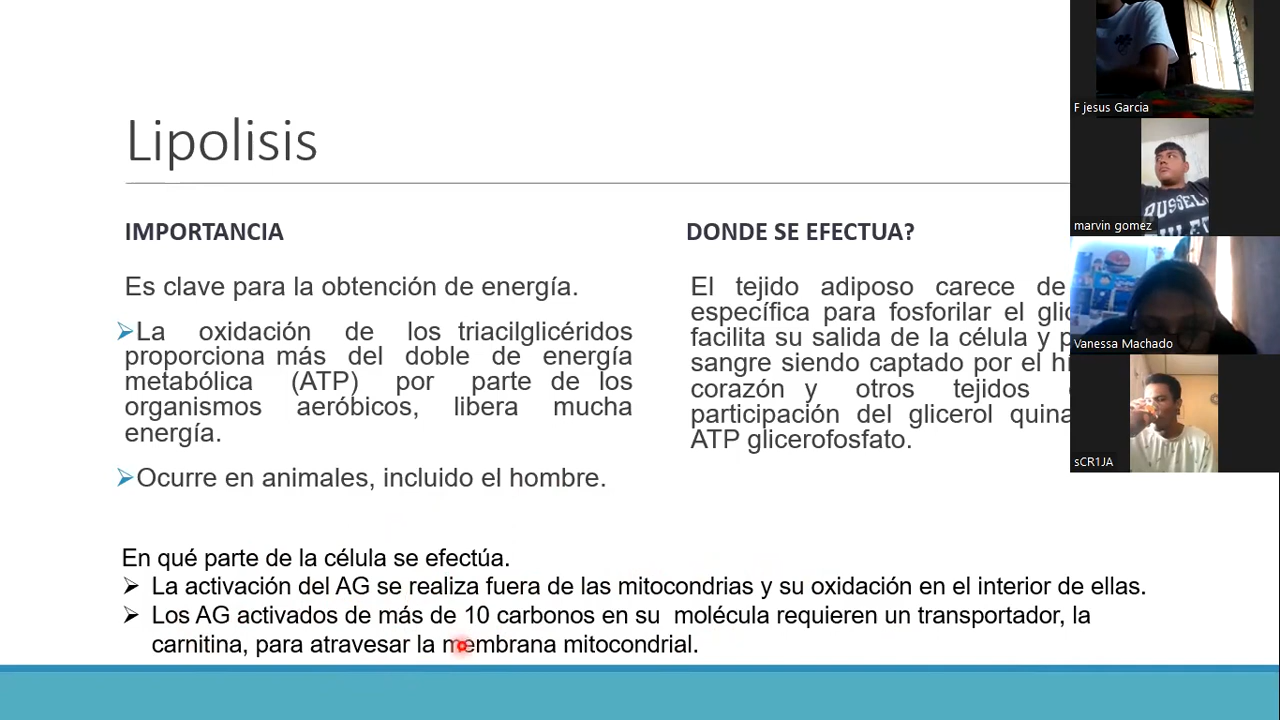 Lipolisis
IMPORTANCIA
Es clave para la obtención de energía.
La oxidación de los triacilglicéridos
proporciona más del doble de energía
metabólica (ATP) por parte de los
organismos aeróbicos, libera mucha
energía.
Ocurre en animales, incluido el hombre.
DONDE SE EFECTUA?
El tejido adiposo carece de
específica para fosforilar el
facilita su salida de la célula y
sangre siendo captado por el
corazón y otros tejidos
participación del glicerol
ATP glicerofosfato.
En qué parte de la célula se efectúa.
La activación del AG se realiza fuera de las mitocondrias y su oxidación en el interior de ellas.
Los AG activados de más de 10 carbonos en su molécula requieren un transportador, la
carnitina, para atravesar la membrana mitocondrial.
F jesus Garcia
marvin gomez
RUSSELL
Vanessa Machado
sCR1JA